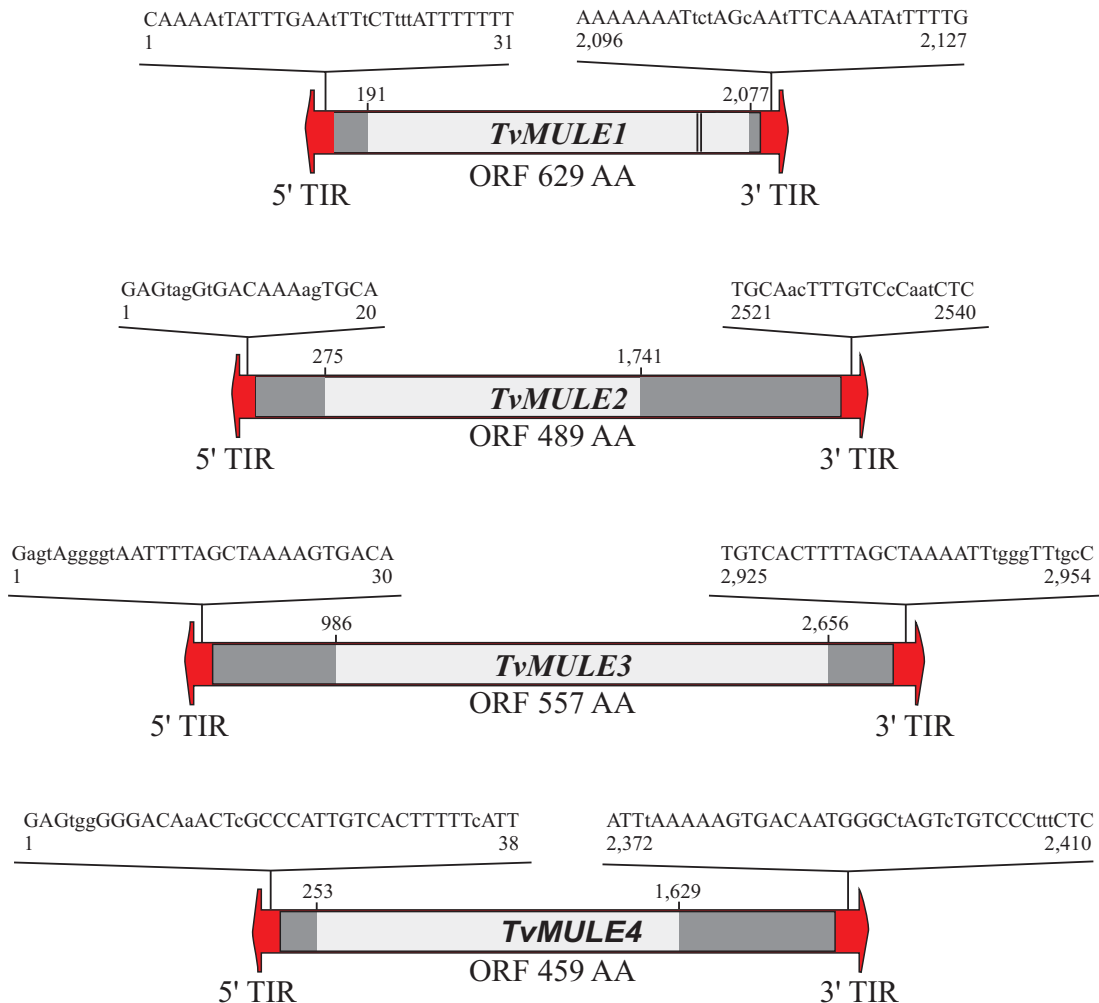 CAAAAtTATTTGAAtTTtCTtttATTTTTTT AAAAAAATtctAGcAAtTTCAAATAtTTTTG
1 31 2,096 2,127
191 2,077
TvMULE1
ORF 629 AA
5' TIR 3' TIR
GAGtagGtGACAAAagTGCA TGCAacTTTGTCcCaatCTC
1 20 2521 2540
275 1,741
TvMULE2
ORF 489 AA
5' TIR 3' TIR
GagtAggggtAATTTTAGCTAAAAGTGACA TGTCACTTTTAGCTAAAATTtgggTTtgcC
1 30 2,925 2,954
986 2,656
TvMULE3
ORF 557 AA
5' TIR 3' TIR
GAGtggGGGACAaACTcGCCCATTGTCACTTTTTcATT ATTtAAAAAGTGACAATGGGCtAGTcTGTCCCtttCTC
1 38 2,372 2,410
253 1,629
TvMULE4
ORF 459 AA
5' TIR 3' TIR